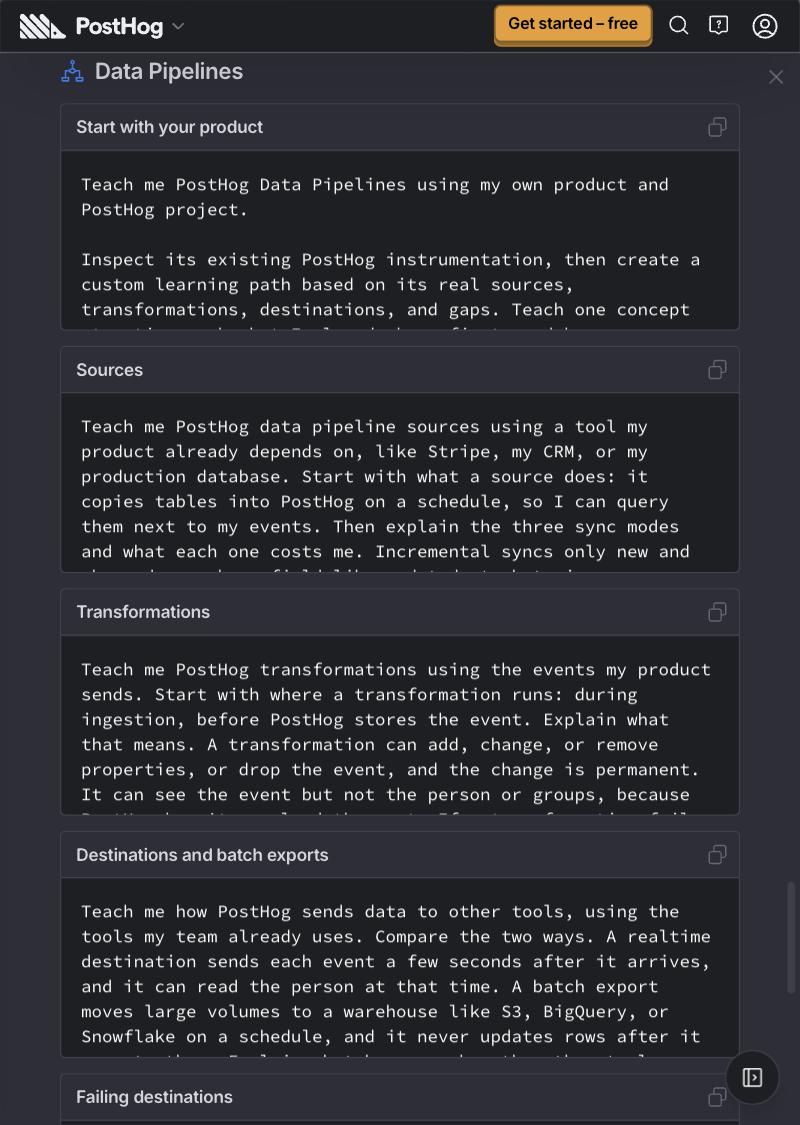 PostHog
Get started – free
Data Pipelines
Start with your product
Teach me PostHog Data Pipelines using my own product and
PostHog project.
Inspect its existing PostHog instrumentation, then create a
custom learning path based on its real sources,
transformations, destinations, and gaps. Teach one concept
Sources
Teach me PostHog data pipeline sources using a tool my
product already depends on, like Stripe, my CRM, or my
production database. Start with what a source does: it
copies tables into PostHog on a schedule, so I can query
them next to my events. Then explain the three sync modes
and what each one costs me. Incremental syncs only new and
Transformations
Teach me PostHog transformations using the events my product
sends. Start with where a transformation runs: during
ingestion, before PostHog stores the event. Explain what
that means. A transformation can add, change, or remove
properties, or drop the event, and the change is permanent.
It can see the event but not the person or groups, because
Destinations and batch exports
Teach me how PostHog sends data to other tools, using the
tools my team already uses. Compare the two ways. A realtime
destination sends each event a few seconds after it arrives,
and it can read the person at that time. A batch export
moves large volumes to a warehouse like S3, BigQuery, or
Snowflake on a schedule, and it never updates rows after it
Failing destinations